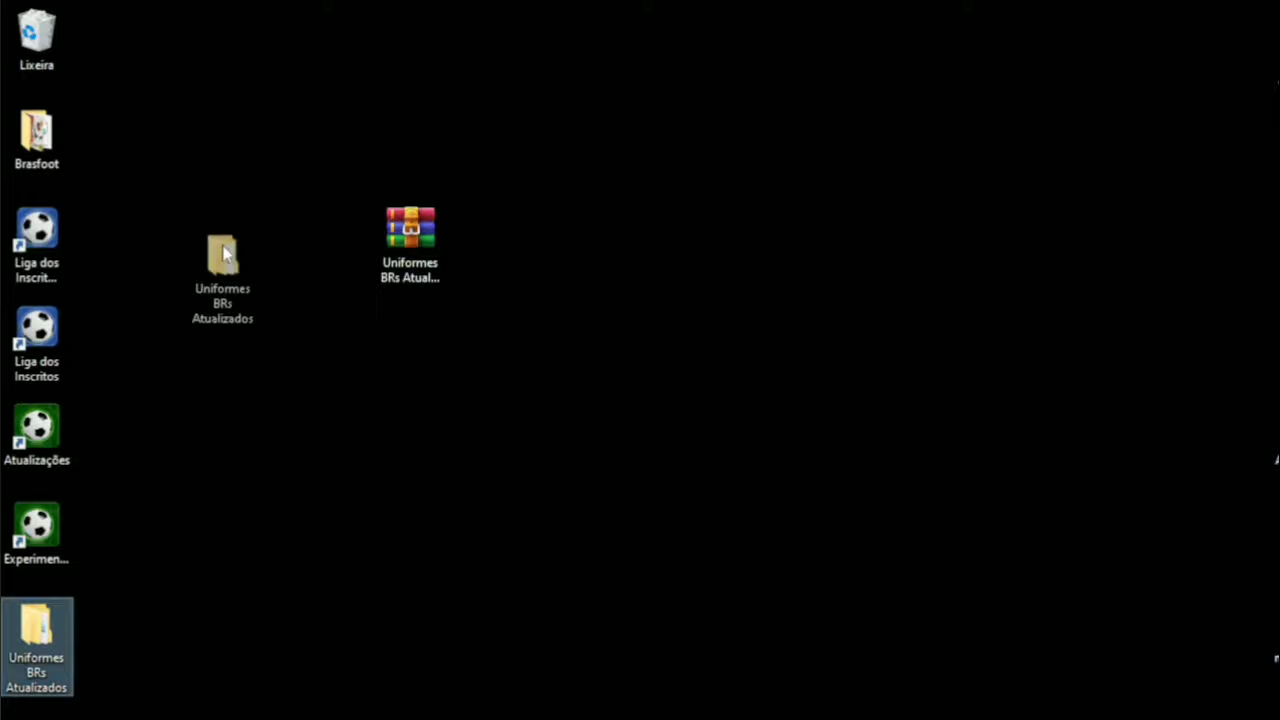 Lixeira
Brasfoot
Liga dos
Inscrit...
Liga dos
Inscritos
Atualizações
Experimen...
Uniformes
BRs
Atualizados
Uniformes
BRs
Atualizados
Uniformes
BRs Atual...